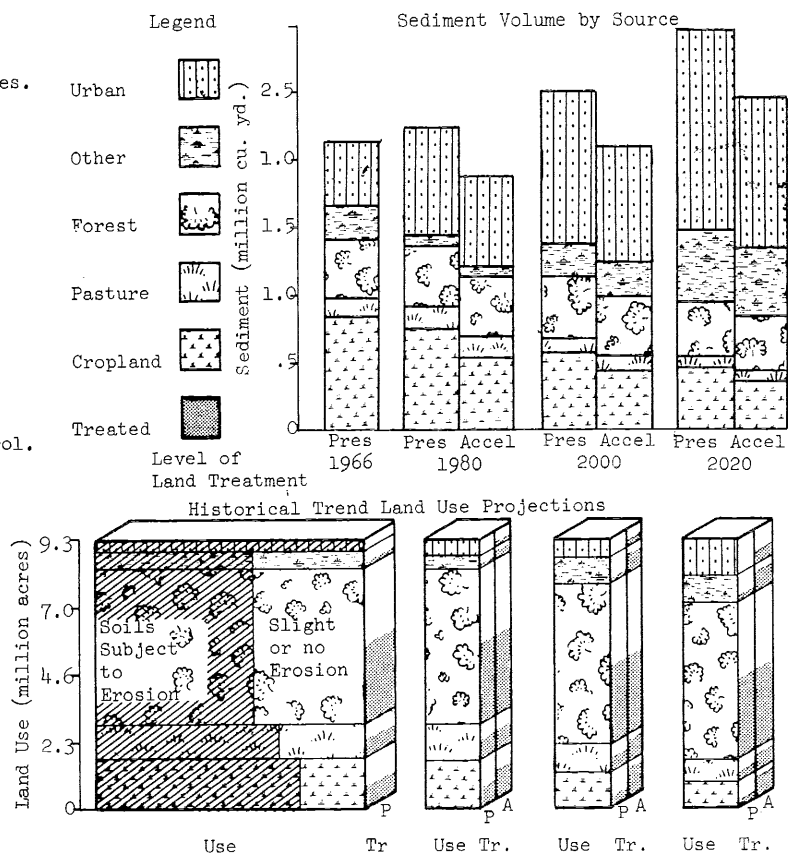 es.
ol.
Legend
Urban
Other
Forest
Pasture
Cropland
Treated
Level of
Land Treatment
Sediment Volume by Source
Sediment (million cu. yd.)
2.5
1.0
1.5
1.0
.5
0
Pres Pres Accel Pres Accel Pres Accel
1966 1980 2000 2020
Historical Trend Land Use Projections
Land Use (million acres)
9.3
7.0
4.6
2.3
0
Soils
Subject
to
Erosion
Slight
or no
Erosion
P P A P A P A
Use Tr Use Tr. Use Tr. Use Tr.